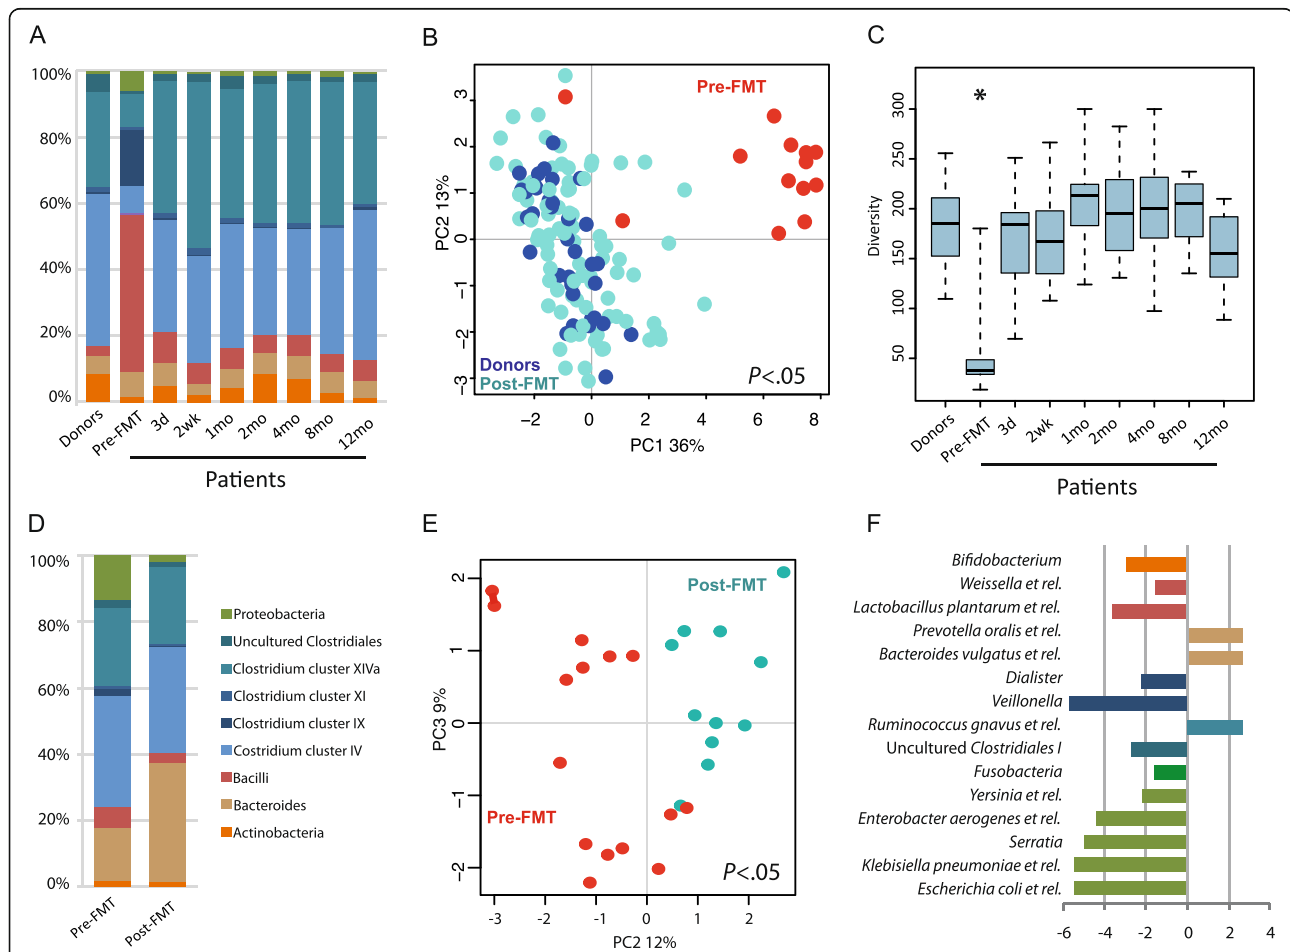 A
100%
80%
60%
40%
20%
0%
Donors
Pre-FMT
3d
2wk
1mo
2mo
4mo
8mo
12mo
Patients
B
PC2 13%
3
2
1
0
−1
−2
−3
Pre-FMT
Donors
Post-FMT
P<.05
−2
0
2
4
6
8
PC1 36%
C
Diversity
300
250
200
150
100
50
*
Donors
Pre-FMT
3d
2wk
1mo
2mo
4mo
8mo
12mo
Patients
D
100%
80%
60%
40%
20%
0%
Pre-FMT
Post-FMT
Proteobacteria
Uncultured Clostridiales
Clostridium cluster XIVa
Clostridium cluster XI
Clostridium cluster IX
Costridium cluster IV
Bacilli
Bacteroides
Actinobacteria
E
PC3 9%
2
1
0
−1
−2
Post-FMT
Pre-FMT
P<.05
-3
-2
-1
0
1
2
PC2 12%
F
Bifidobacterium
Weissella et rel.
Lactobacillus plantarum et rel.
Prevotella oralis et rel.
Bacteroides vulgatus et rel.
Dialister
Veillonella
Ruminococcus gnavus et rel.
Uncultured Clostridiales I
Fusobacteria
Yersinia et rel.
Enterobacter aerogenes et rel.
Serratia
Klebisiella pneumoniae et rel.
Escherichia coli et rel.
-6
-4
-2
0
2
4